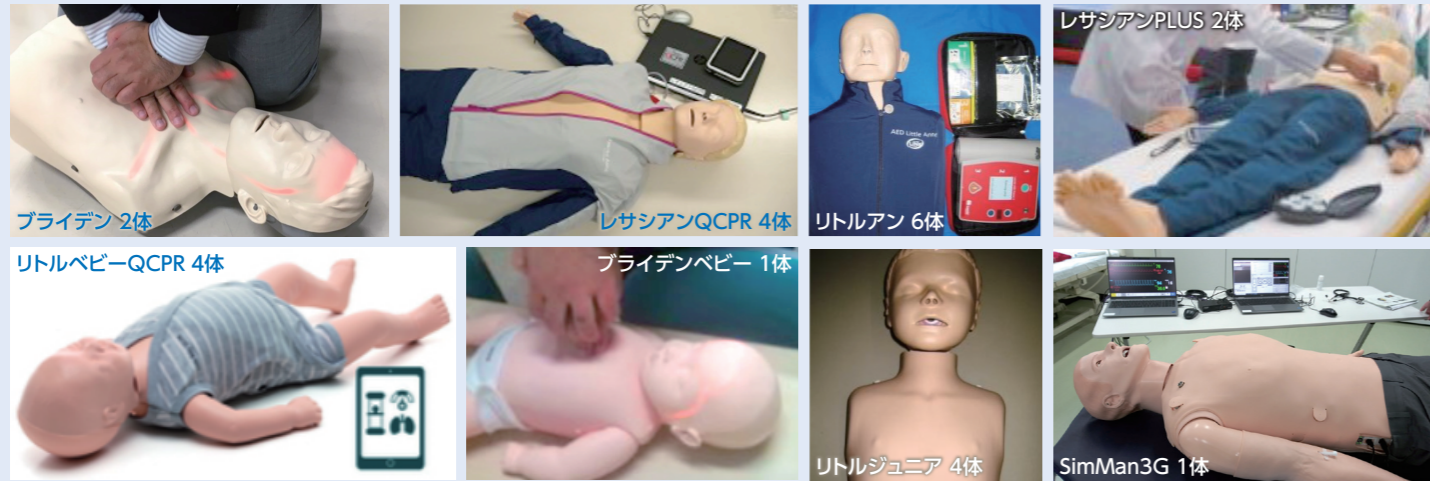 ブライデン 2体
レサシアンQCPR 4体
リトルアン 6体
AED Little Anne
レサシアンPLUS 2体
リトルベビーQCPR 4体
ブライデンベビー 1体
リトルジュニア 4体
SimMan3G 1体